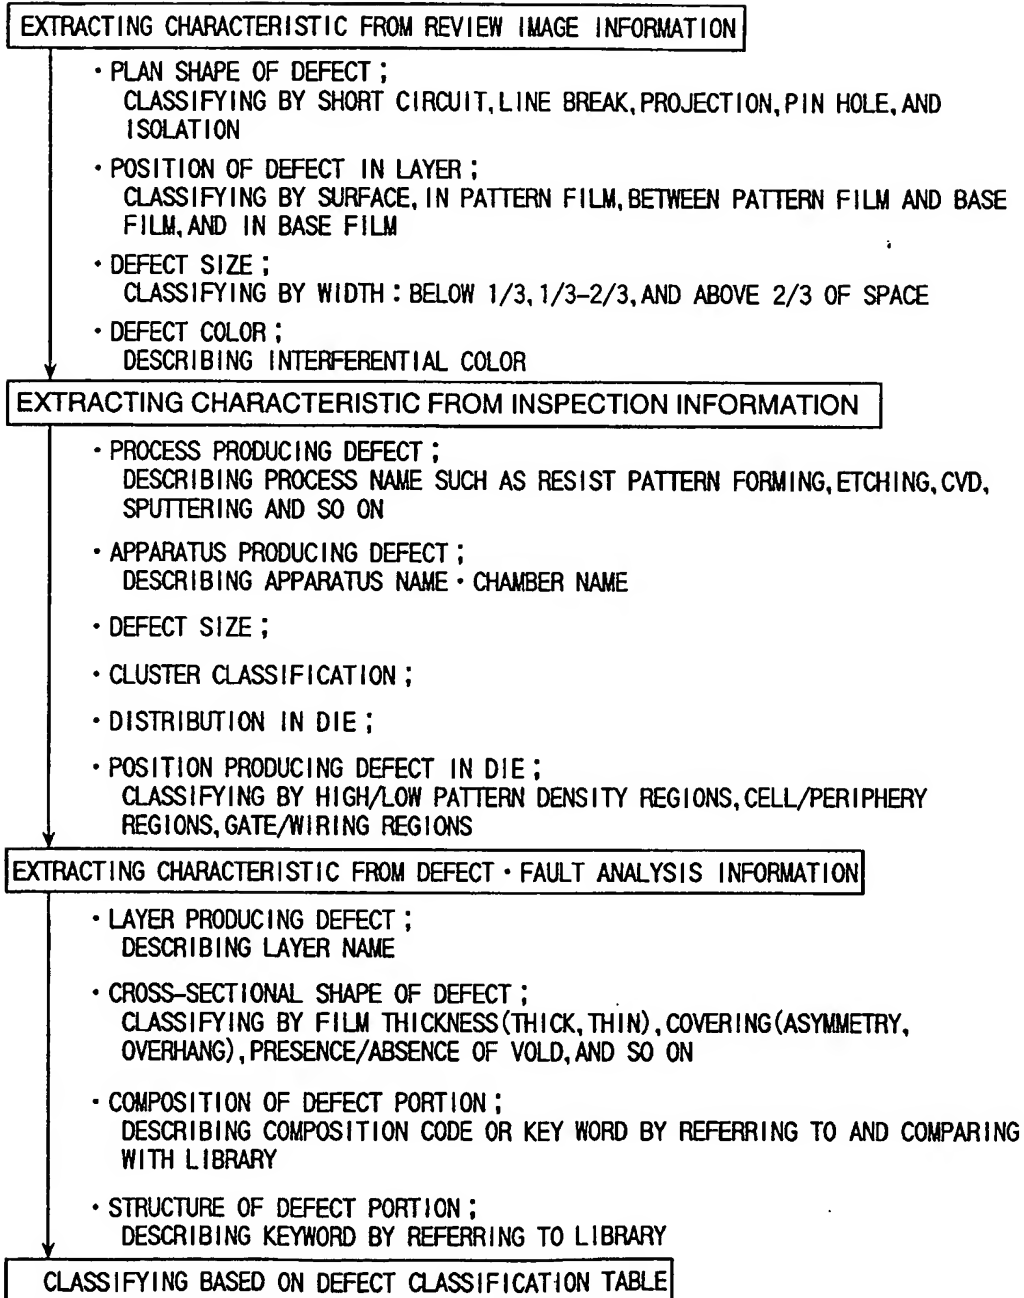 EXTRACTING CHARACTERISTIC FROM REVIEW IMAGE INFORMATION
・PLAN SHAPE OF DEFECT;
CLASSIFYING BY SHORT CIRCUIT, LINE BREAK, PROJECTION, PIN HOLE, AND
ISOLATION
・POSITION OF DEFECT IN LAYER;
CLASSIFYING BY SURFACE, IN PATTERN FILM, BETWEEN PATTERN FILM AND BASE
FILM, AND IN BASE FILM
・DEFECT SIZE;
CLASSIFYING BY WIDTH: BELOW 1/3, 1/3-2/3, AND ABOVE 2/3 OF SPACE
・DEFECT COLOR;
DESCRIBING INTERFERENTIAL COLOR
EXTRACTING CHARACTERISTIC FROM INSPECTION INFORMATION
・PROCESS PRODUCING DEFECT;
DESCRIBING PROCESS NAME SUCH AS RESIST PATTERN FORMING, ETCHING, CVD,
SPUTTERING AND SO ON
・APPARATUS PRODUCING DEFECT;
DESCRIBING APPARATUS NAME・CHAMBER NAME
・DEFECT SIZE;
・CLUSTER CLASSIFICATION;
・DISTRIBUTION IN DIE;
・POSITION PRODUCING DEFECT IN DIE;
CLASSIFYING BY HIGH/LOW PATTERN DENSITY REGIONS, CELL/PERIPHERY
REGIONS, GATE/WIRING REGIONS
EXTRACTING CHARACTERISTIC FROM DEFECT・FAULT ANALYSIS INFORMATION
・LAYER PRODUCING DEFECT;
DESCRIBING LAYER NAME
・CROSS-SECTIONAL SHAPE OF DEFECT;
CLASSIFYING BY FILM THICKNESS(THICK, THIN), COVERING(ASYMMETRY,
OVERHANG), PRESENCE/ABSENCE OF VOLD, AND SO ON
・COMPOSITION OF DEFECT PORTION;
DESCRIBING COMPOSITION CODE OR KEY WORD BY REFERRING TO AND COMPARING
WITH LIBRARY
・STRUCTURE OF DEFECT PORTION;
DESCRIBING KEYWORD BY REFERRING TO LIBRARY
CLASSIFYING BASED ON DEFECT CLASSIFICATION TABLE